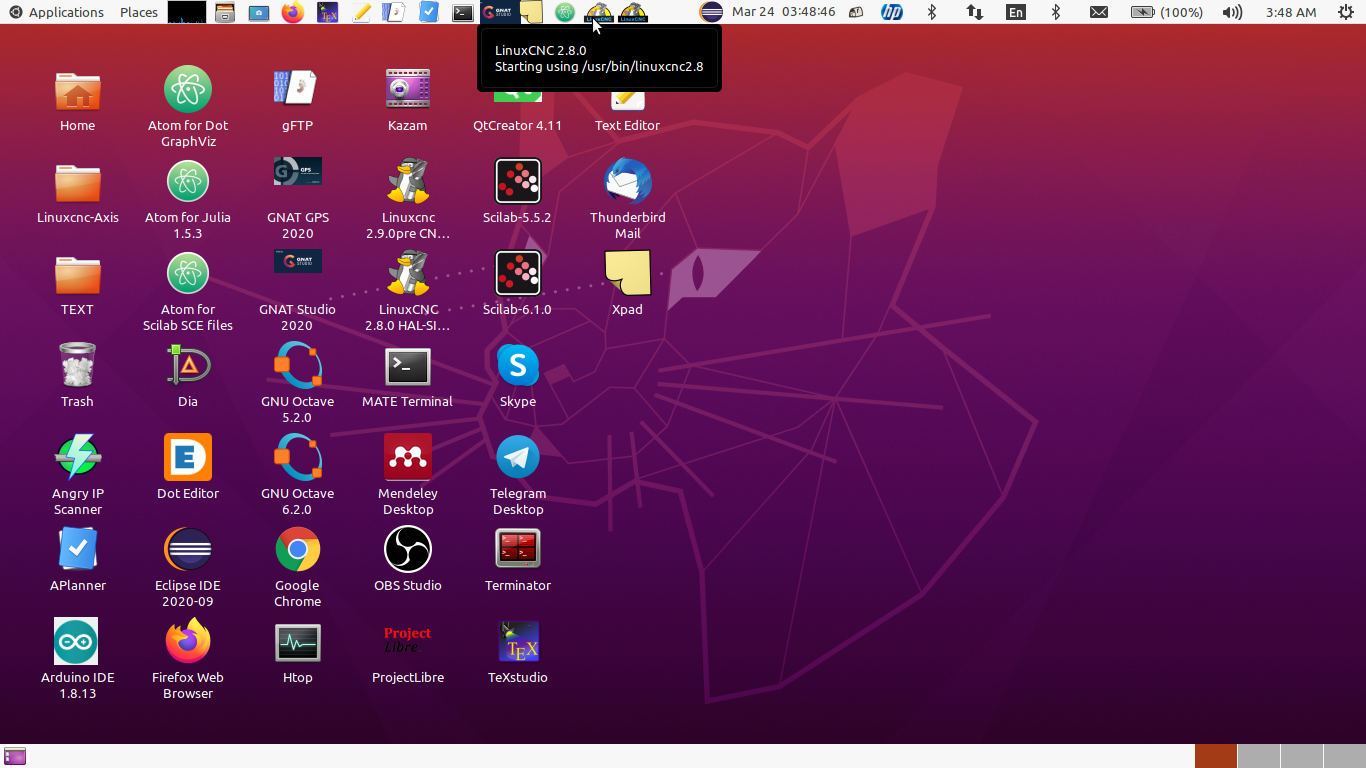 Applications Places Mar 24 03:48:46 hp En (100%) 3:48 AM
GNAT
STUDIO
LinuxCNC 2.8.0
Starting using /usr/bin/linuxcnc2.8
Home
Atom for Dot
GraphViz
gFTP
Kazam
QtCreator 4.11
Text Editor
Linuxcnc-Axis
Atom for Julia
1.5.3
GPS
GNAT GPS
2020
Linuxcnc
2.9.0pre CN...
Scilab-5.5.2
Thunderbird
Mail
TEXT
Atom for
Scilab SCE files
GNAT
STUDIO
GNAT Studio
2020
LinuxCNC
2.8.0 HAL-SI...
Scilab-6.1.0
Xpad
Trash
Dia
GNU Octave
5.2.0
MATE Terminal
S
Skype
Angry IP
Scanner
E
Dot Editor
GNU Octave
6.2.0
Mendeley
Desktop
Telegram
Desktop
APlanner
Eclipse IDE
2020-09
Google
Chrome
OBS Studio
Terminator
Arduino IDE
1.8.13
Firefox Web
Browser
Htop
Project
Libre
ProjectLibre
TEX
TeXstudio